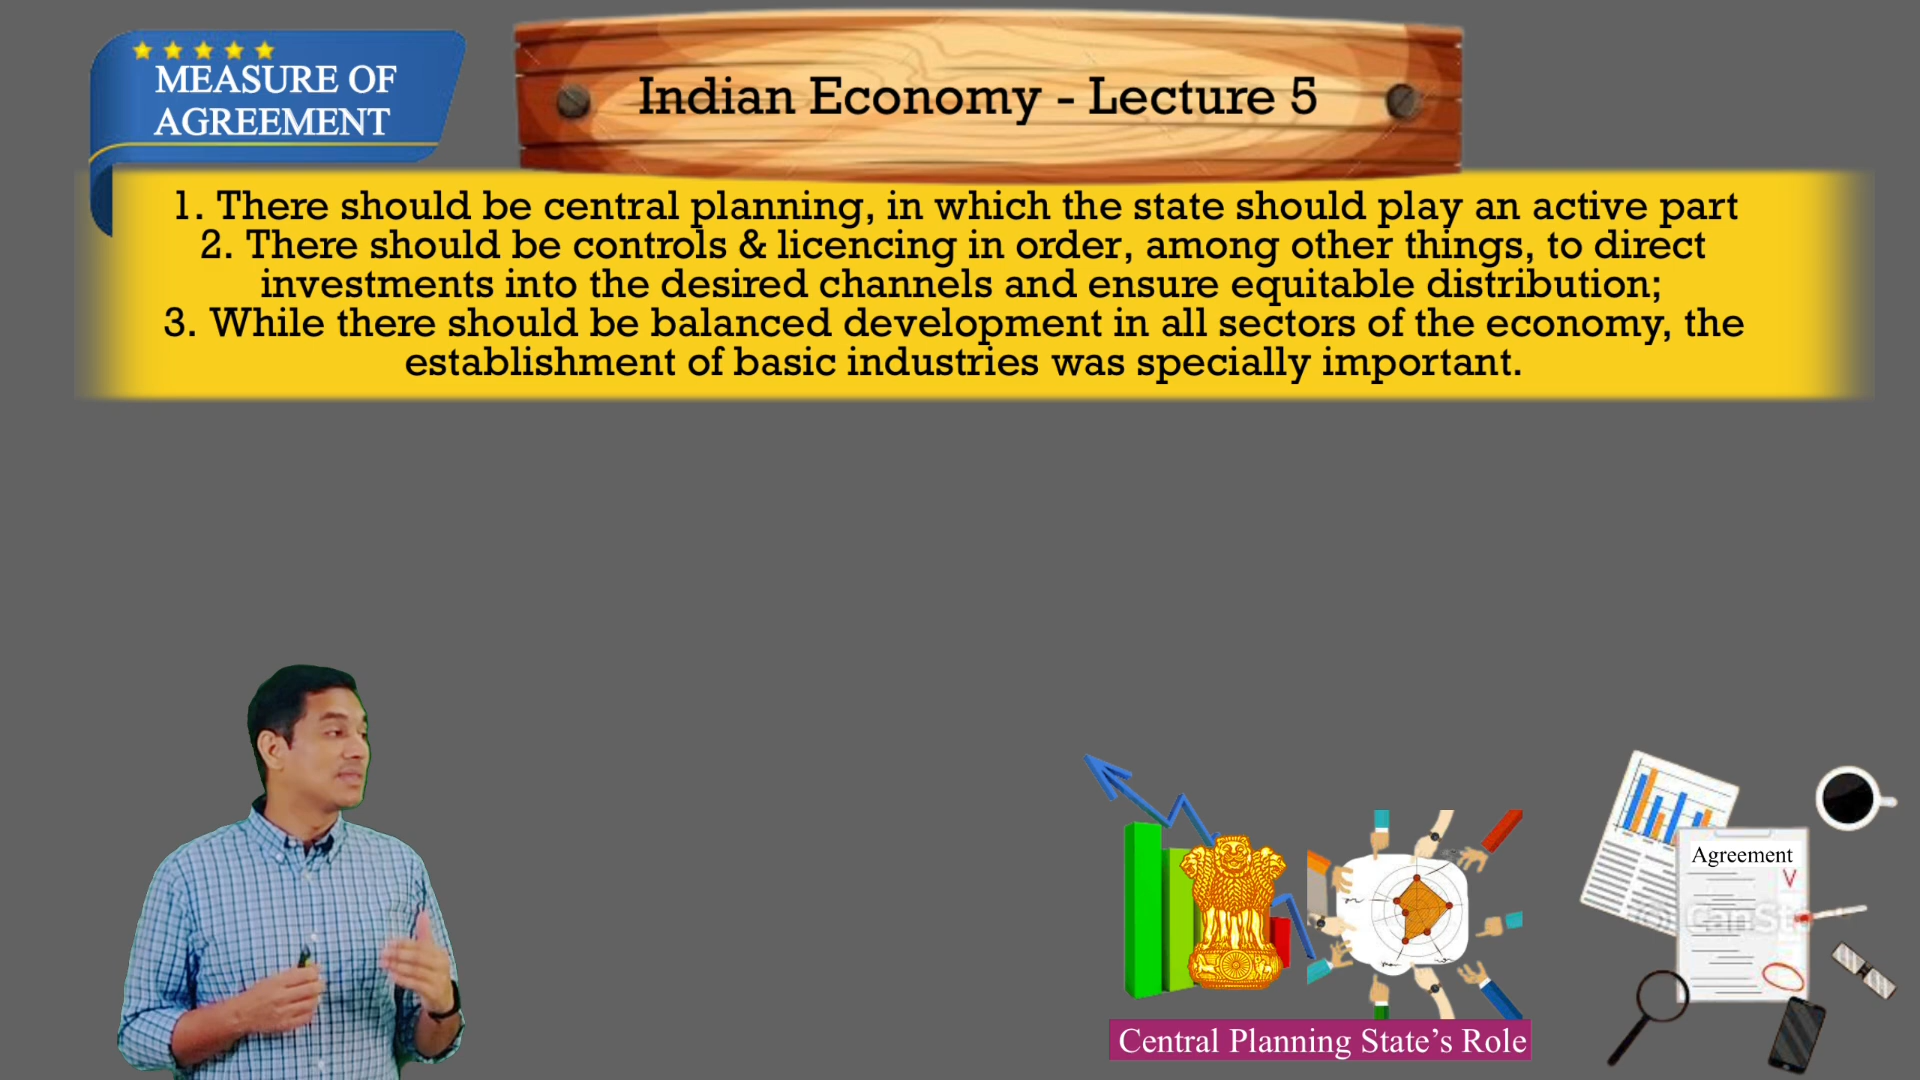 MEASURE OF
AGREEMENT
Indian Economy - Lecture 5
1. There should be central planning, in which the state should play an active part
2. There should be controls & licencing in order, among other things, to direct
investments into the desired channels and ensure equitable distribution;
3. While there should be balanced development in all sectors of the economy, the
establishment of basic industries was specially important.
Agreement
Central Planning State's Role